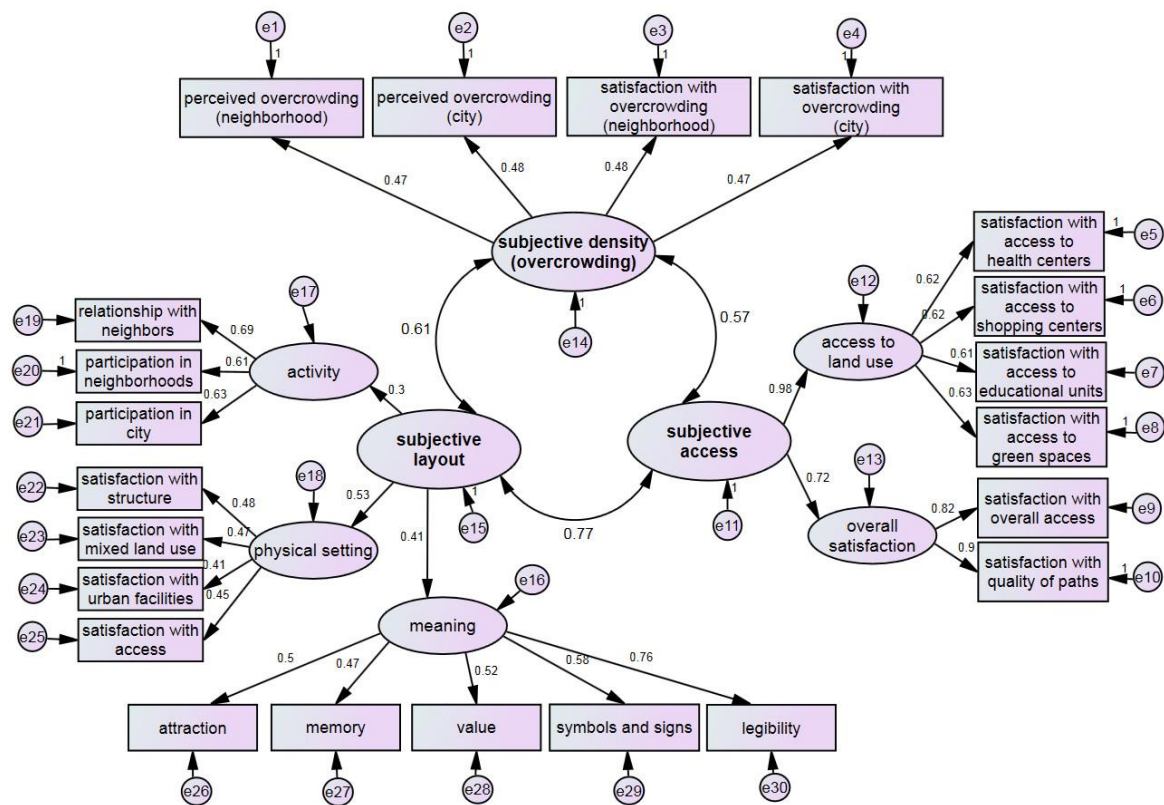 e1
e2
e3
e4
1
1
1
1
perceived overcrowding
(neighborhood)
perceived overcrowding
(city)
satisfaction with
overcrowding
(neighborhood)
satisfaction with
overcrowding
(city)
0.47
0.48
0.48
0.47
subjective density
(overcrowding)
1
e14
0.61
0.57
0.77
e17
e19
relationship with
neighbors
0.69
e20
1
participation in
neighborhoods
0.61
e21
participation in
city
0.63
activity
0.3
subjective
layout
1
e15
e18
e22
satisfaction with
structure
0.48
e23
satisfaction with
mixed land use
0.47
e24
satisfaction with
urban facilities
0.41
e25
satisfaction with
access
0.45
physical setting
0.53
0.41
e16
meaning
0.5
0.47
0.52
0.58
0.76
attraction
memory
value
symbols and signs
legibility
e26
e27
e28
e29
e30
subjective
access
1
e11
0.98
0.72
e12
access to
land use
0.62
0.62
0.61
0.63
satisfaction with
access to
health centers
1
e5
satisfaction with
access to
shopping centers
1
e6
satisfaction with
access to
educational units
e7
satisfaction with
access to
green spaces
1
e8
e13
overall
satisfaction
0.82
0.9
satisfaction with
overall access
e9
satisfaction with
quality of paths
1
e10